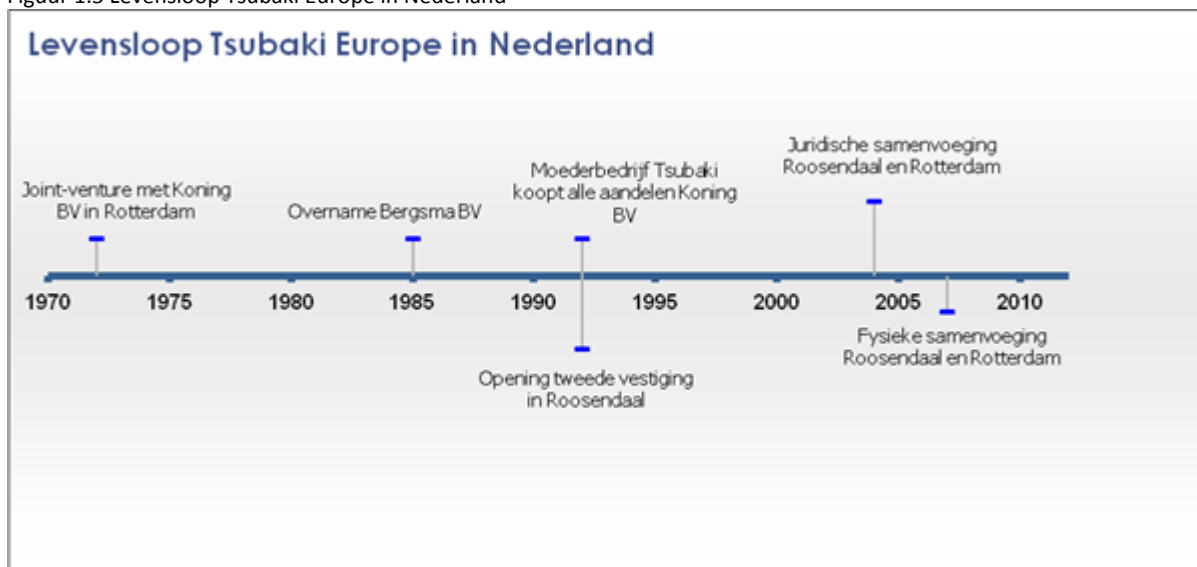 Figuur 1.3 Levensloop Tsubaki Europe in Nederland
Levensloop Tsubaki Europe in Nederland
Juridische samenvoeging
Roosendaal en Rotterdam
Moederbedrijf Tsubaki
koopt alle aandelen Koning
BV
Joint-venture met Koning
BV in Rotterdam
Overname Bergsma BV
1970 1975 1980 1985 1990 1995 2000 2005 2010
Fysieke samenvoeging
Roosendaal en Rotterdam
Opening tweede vestiging
in Roosendaal